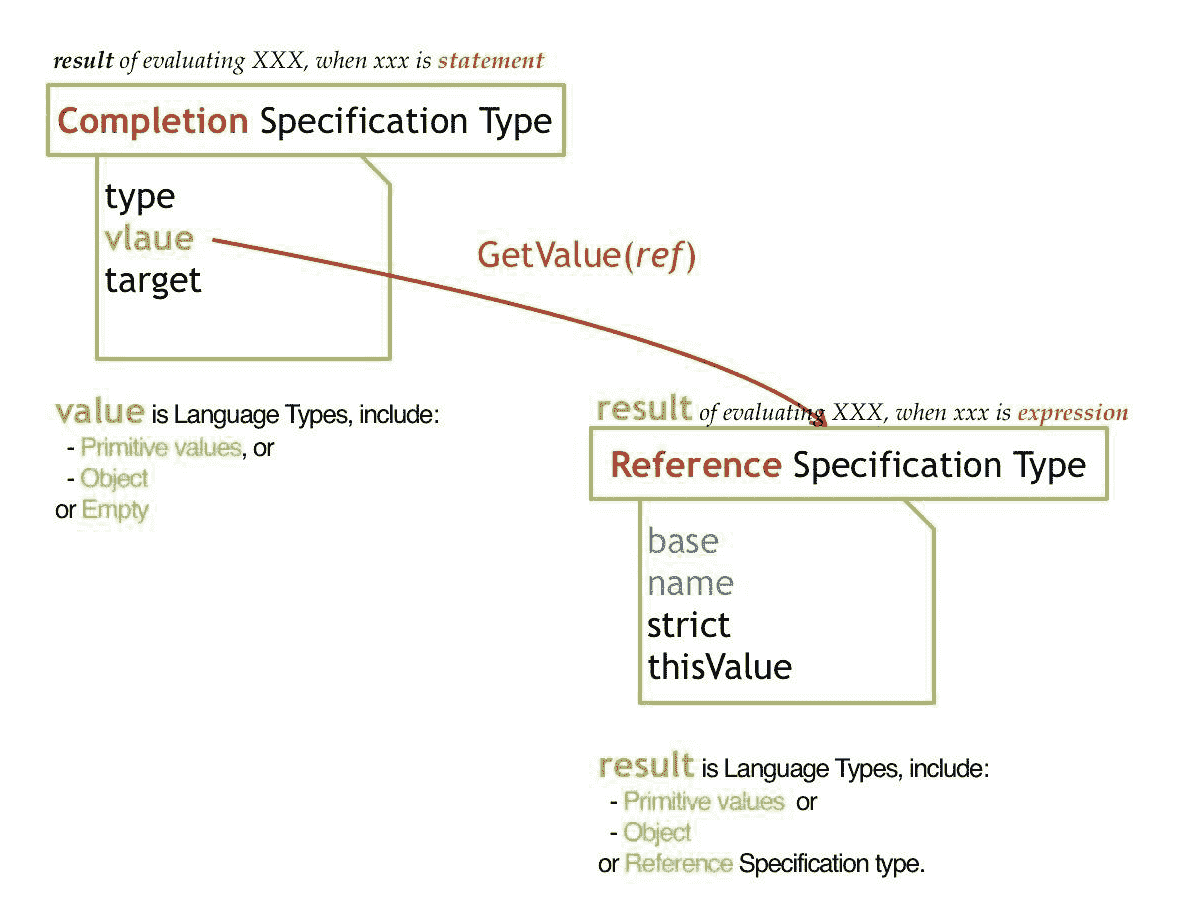 result of evaluating XXX, when xxx is statement
Completion Specification Type
type
vlaue
target
GetValue(ref)
value is Language Types, include:
- Primitive values, or
- Object
or Empty
result of evaluating XXX, when xxx is expression
Reference Specification Type
base
name
strict
thisValue
result is Language Types, include:
- Primitive values or
- Object
or Reference Specification type.